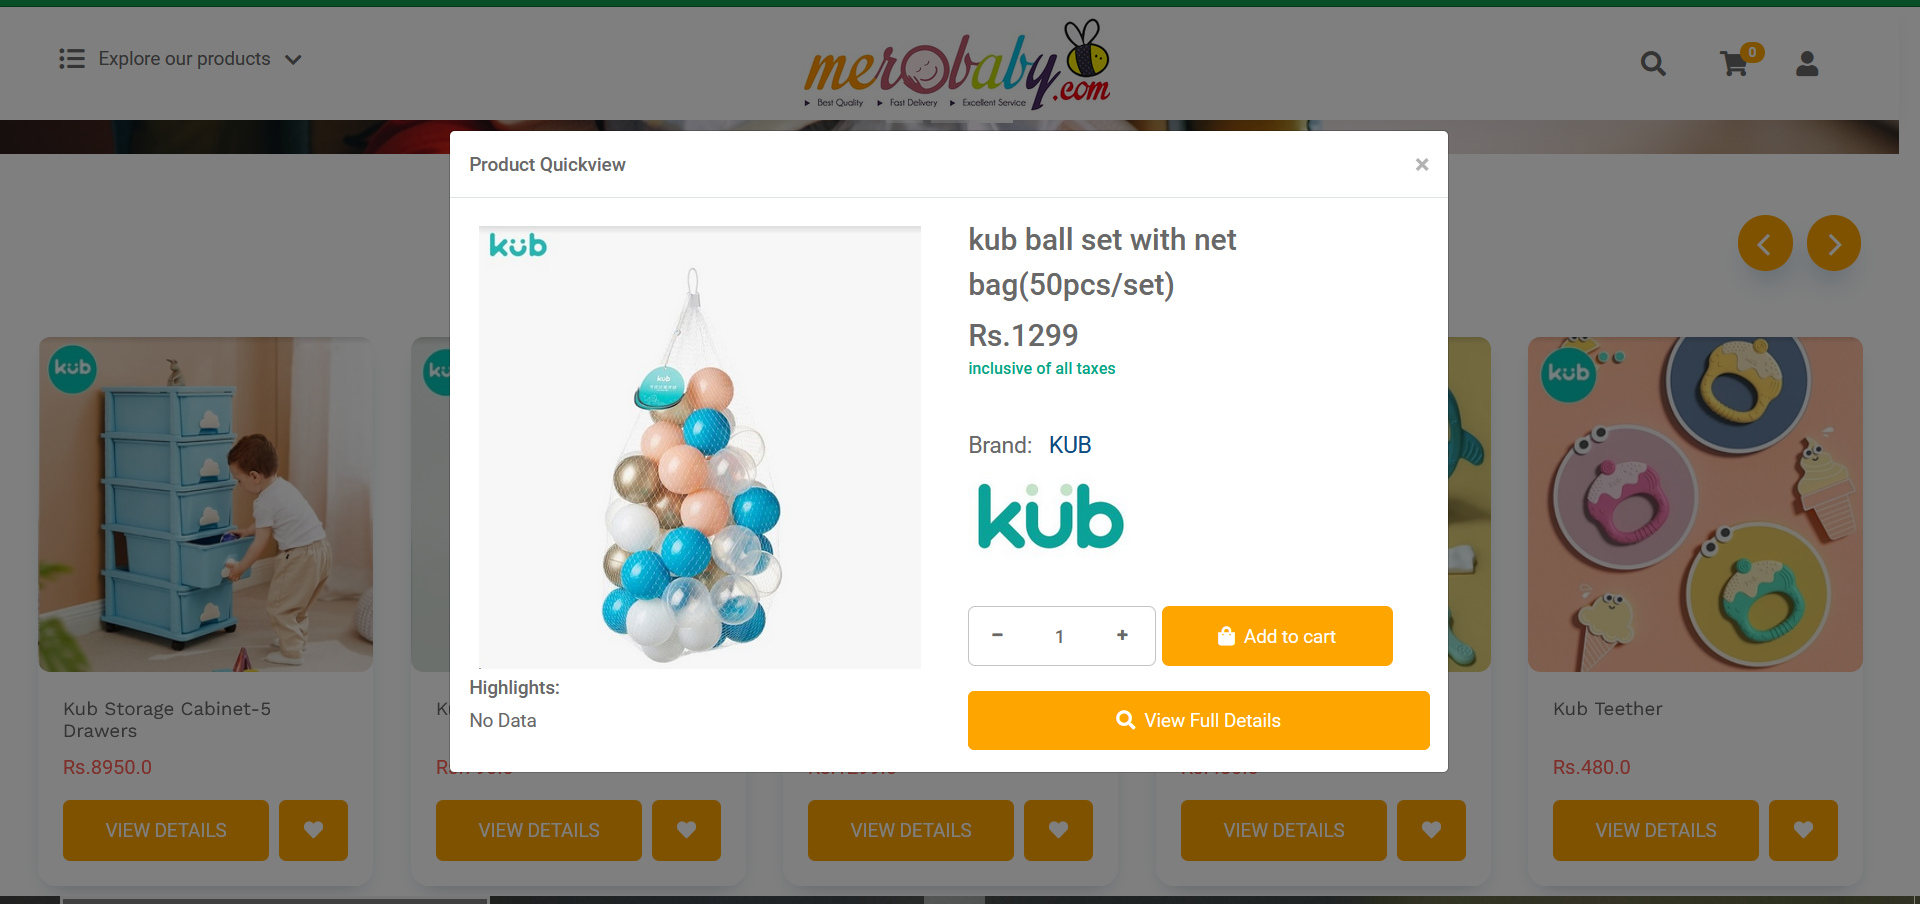 Explore our products
merobaby.com
Best Quality Fast Delivery Excellent Service
0
Product Quickview
×
kub
kub
kub ball set with net
bag(50pcs/set)
Rs.1299
inclusive of all taxes
Brand: KUB
kub
- 1 +
Add to cart
View Full Details
Highlights:
No Data
kub
kub
Kub Storage Cabinet-5
Drawers
Rs.8950.0
Kub Teether
Rs.480.0
VIEW DETAILS
VIEW DETAILS
VIEW DETAILS
VIEW DETAILS
VIEW DETAILS